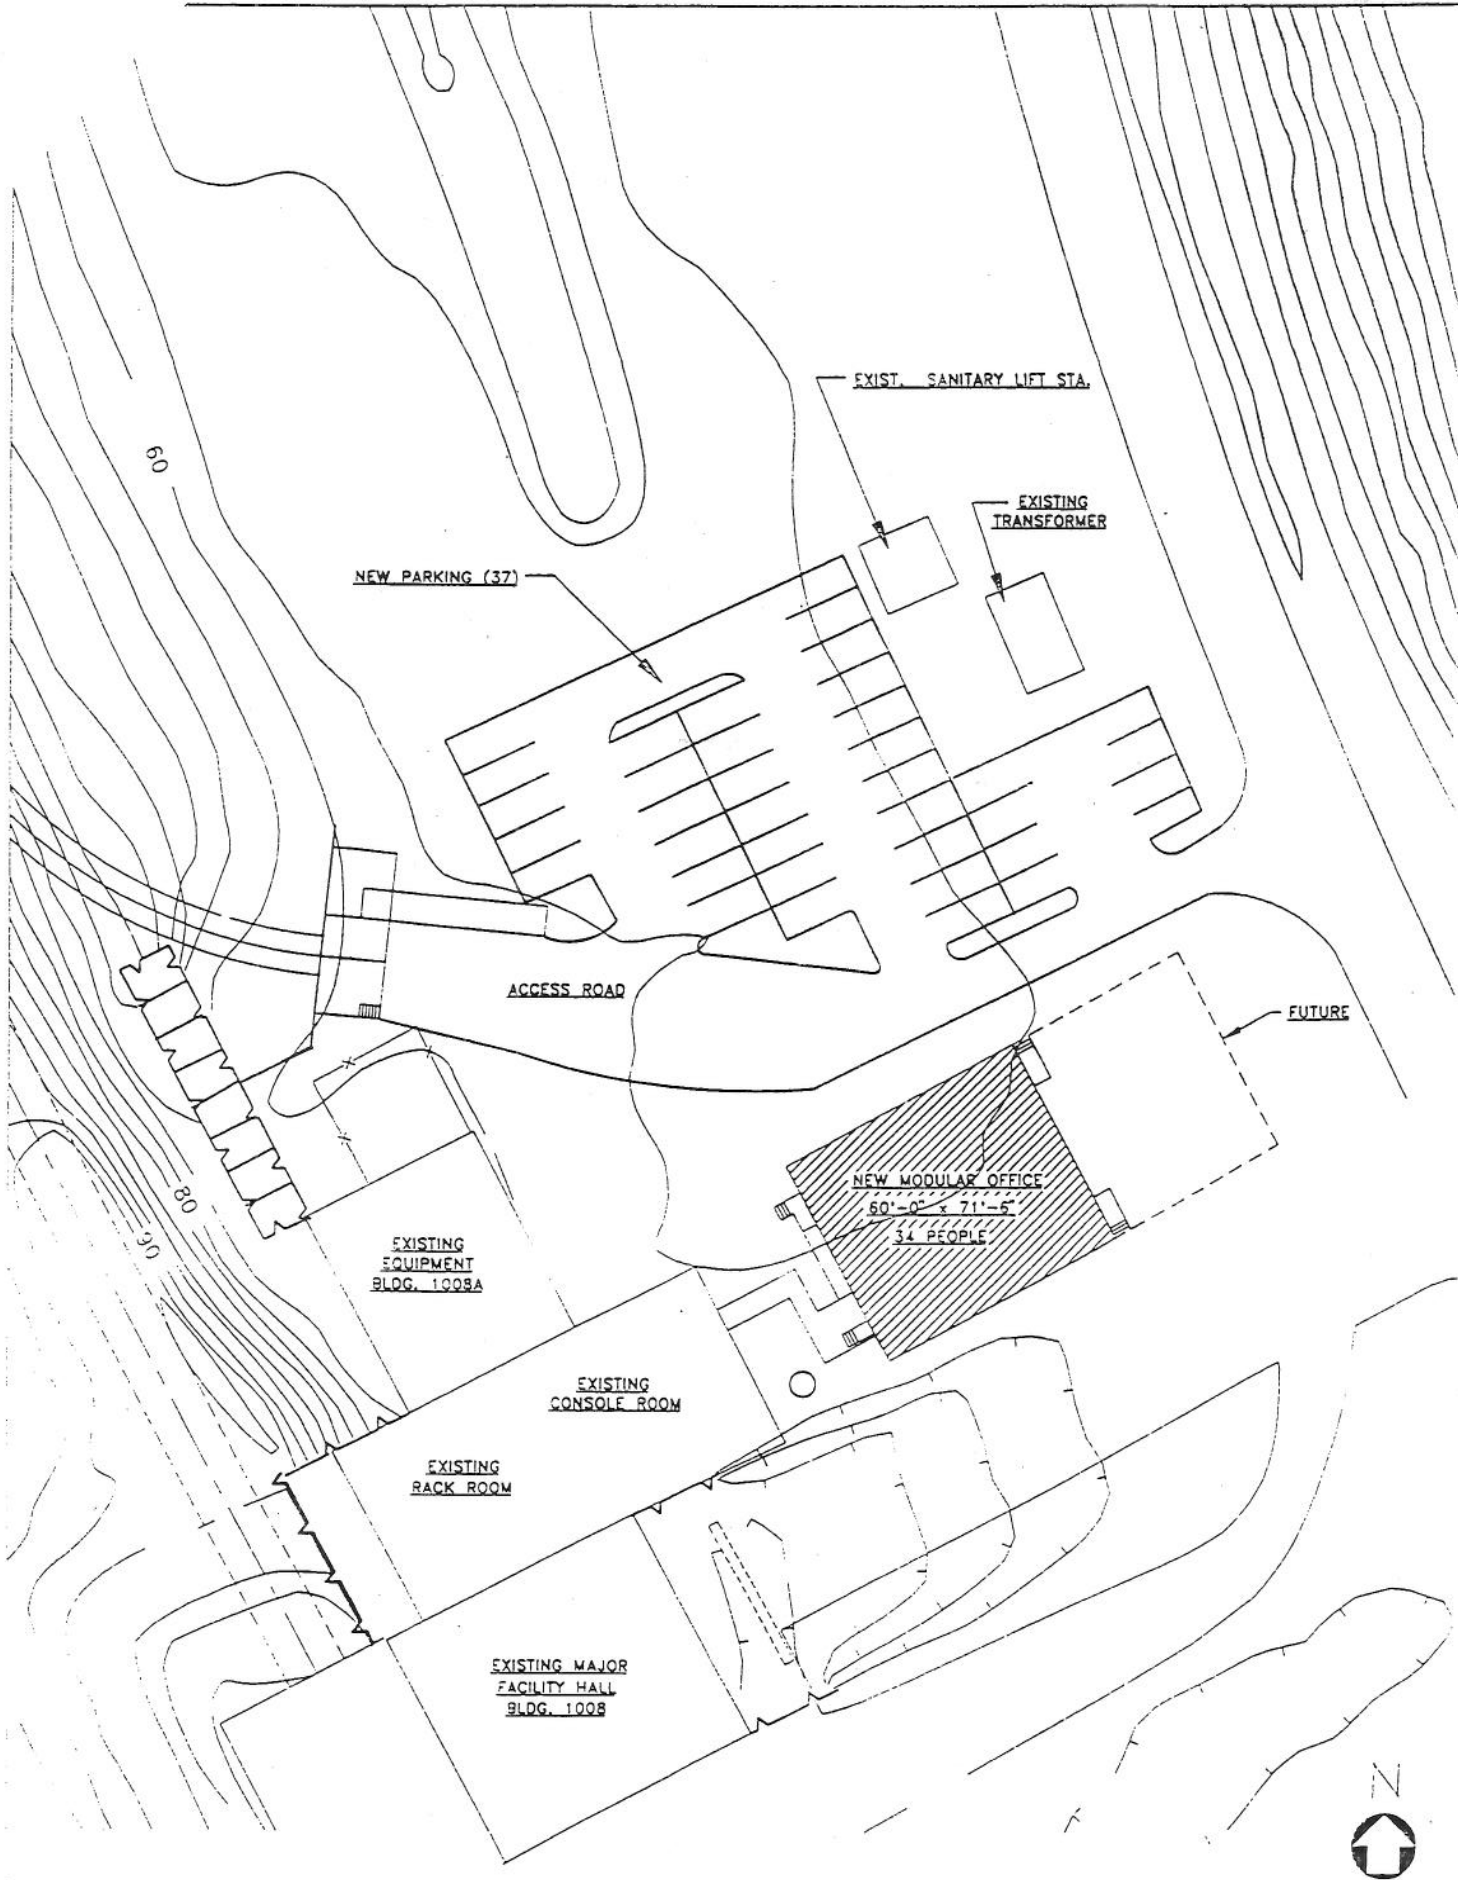 EXIST. SANITARY LIFT STA.
60
EXISTING
TRANSFORMER
NEW PARKING (37)
ACCESS ROAD
FUTURE
NEW MODULAR OFFICE
60'-0" x 71'-6"
34 PEOPLE
80
90
EXISTING
EQUIPMENT
BLDG. 1008A
EXISTING
CONSOLE ROOM
EXISTING
RACK ROOM
EXISTING MAJOR
FACILITY HALL
BLDG. 1008
N